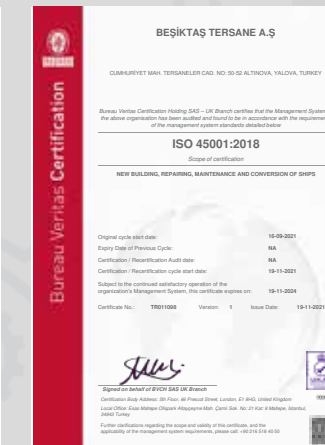 BUREAU VERITAS
Bureau Veritas Certification
BEŞİKTAŞ TERSANE A.Ş
CUMHURİYET MAH. TERSANELER CAD. NO: 50-52 ALTINOVA, YALOVA, TURKEY
Bureau Veritas Certification Holding SAS – UK Branch certifies that the Management System
the above organisation has been audited and found to be in accordance with the requiremen
of the management system standards detailed below
ISO 45001:2018
Scope of certification
NEW BUILDING, REPAIRING, MAINTENANCE AND CONVERSION OF SHIPS
Original cycle start date: 16-09-2021
Expiry Date of Previous Cycle: NA
Certification / Recertification Audit date: NA
Certification / Recertification cycle start date: 19-11-2021
Subject to the continued satisfactory operation of the
organization's Management System, this certificate expires on: 19-11-2024
Certificate No.: TR011098 Version: 1 Issue Date: 19-11-2021
Signed on behalf of BVCH SAS UK Branch
Certification Body Address: 5th Floor, 66 Prescot Street, London, E1 8HG, United Kingdom
Local Office: Esas Maltepe Ofispark Altayçeşme Mah. Çamlı Sok. No: 21 Kat: 8 Maltepe, İstanbul,
34843 Turkey
Further clarifications regarding the scope and validity of this certificate, and the
applicability of the management system requirements, please call: +90 216 518 40 50